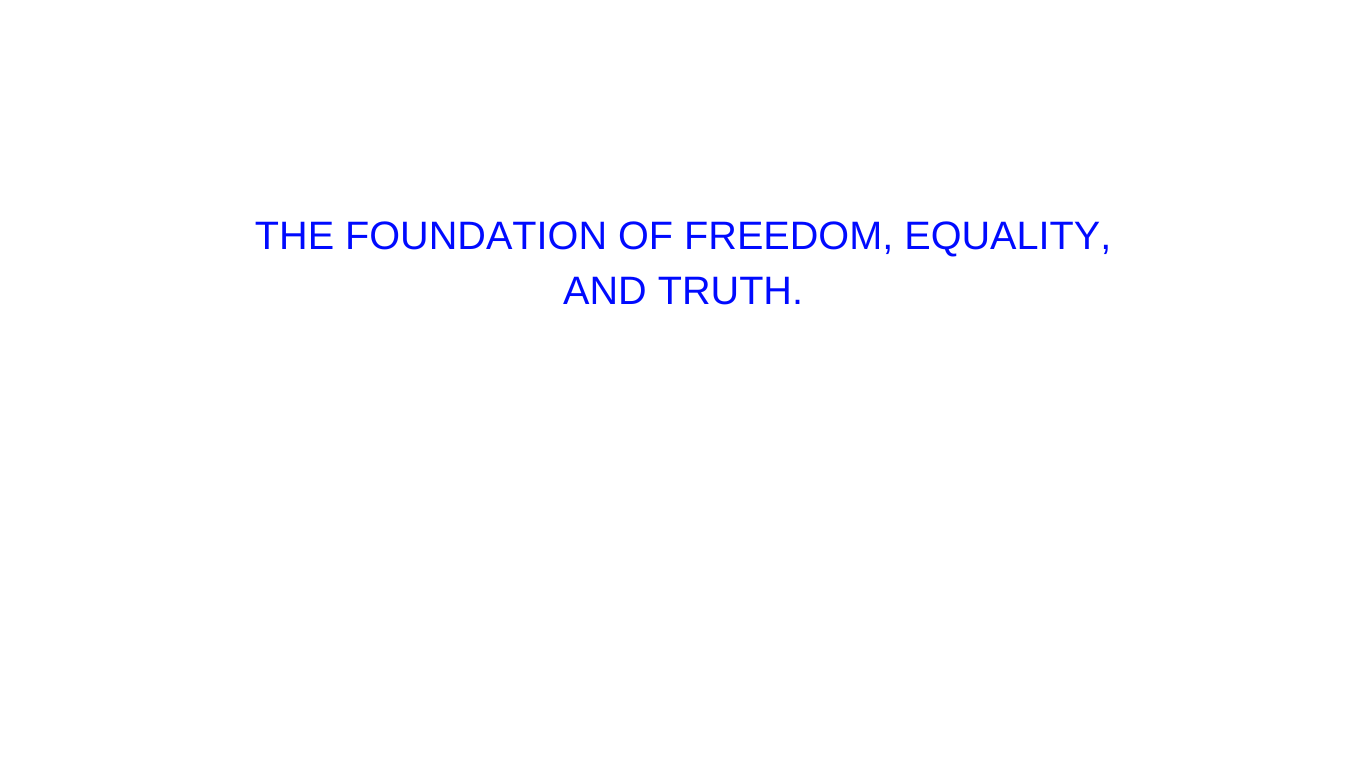 THE FOUNDATION OF FREEDOM, EQUALITY,
AND TRUTH.